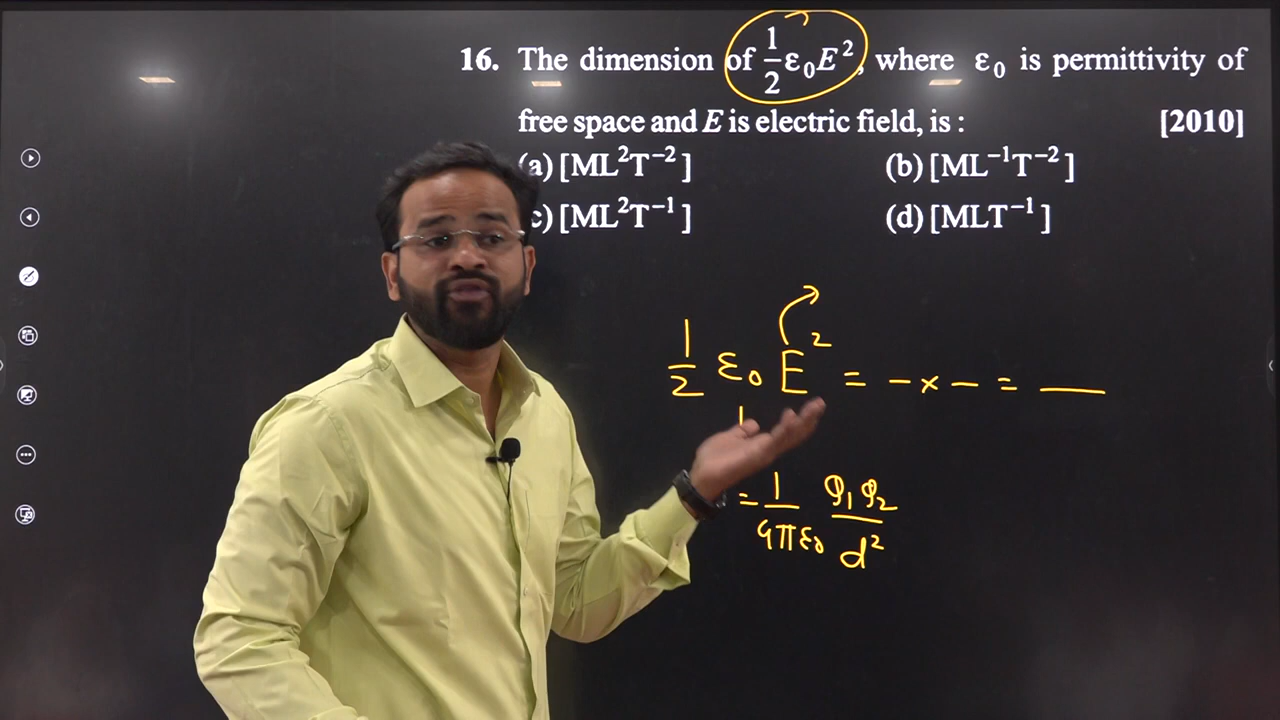 16. The dimension of 1/2 ε₀E², where ε₀ is permittivity of
free space and E is electric field, is : [2010]
(a) [ML²T⁻²] (b) [ML⁻¹T⁻²]
c) [ML²T⁻¹] (d) [MLT⁻¹]
1/2 ε₀ E² = – × – = —
= 1/4πε₀ q₁q₂/d²